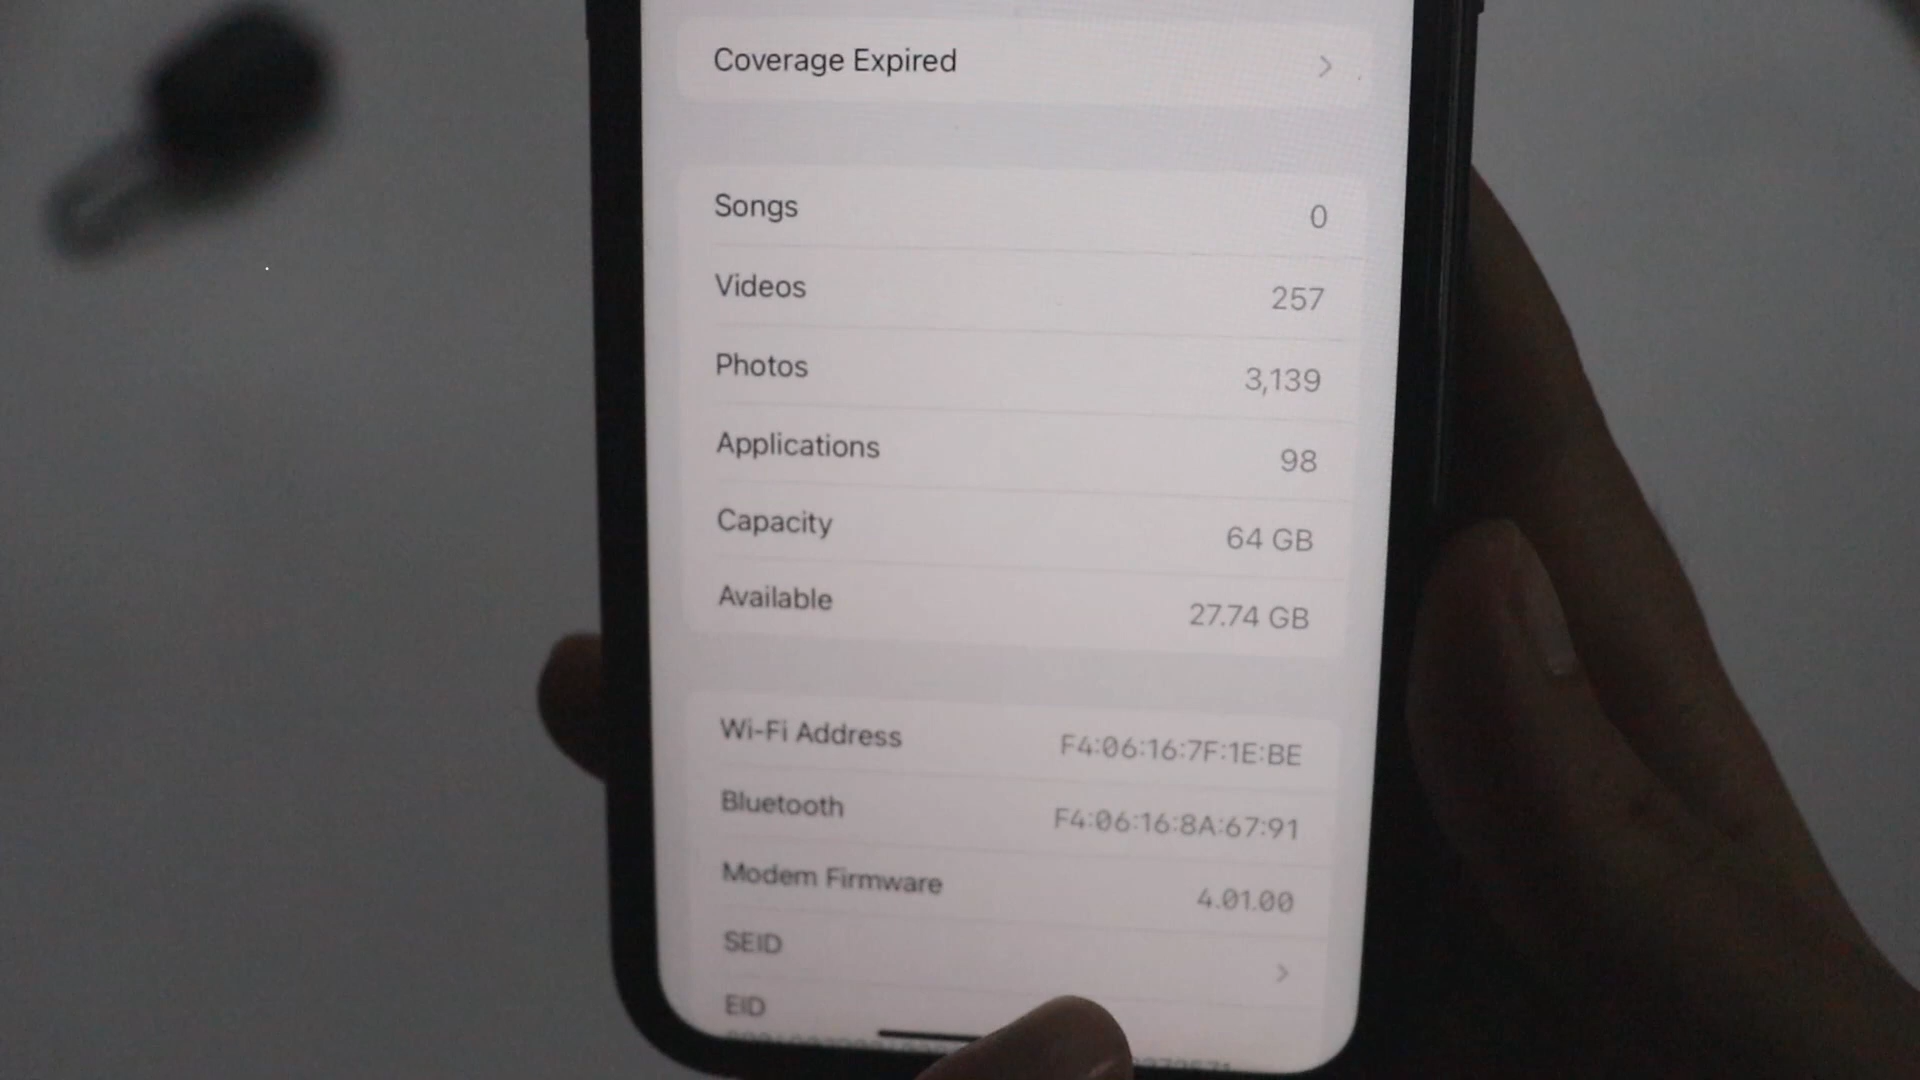 Coverage Expired
Songs 0
Videos 257
Photos 3,139
Applications 98
Capacity 64 GB
Available 27.74 GB
Wi-Fi Address F4:06:16:7F:1E:BE
Bluetooth F4:06:16:8A:67:91
Modem Firmware 4.01.00
SEID
EID